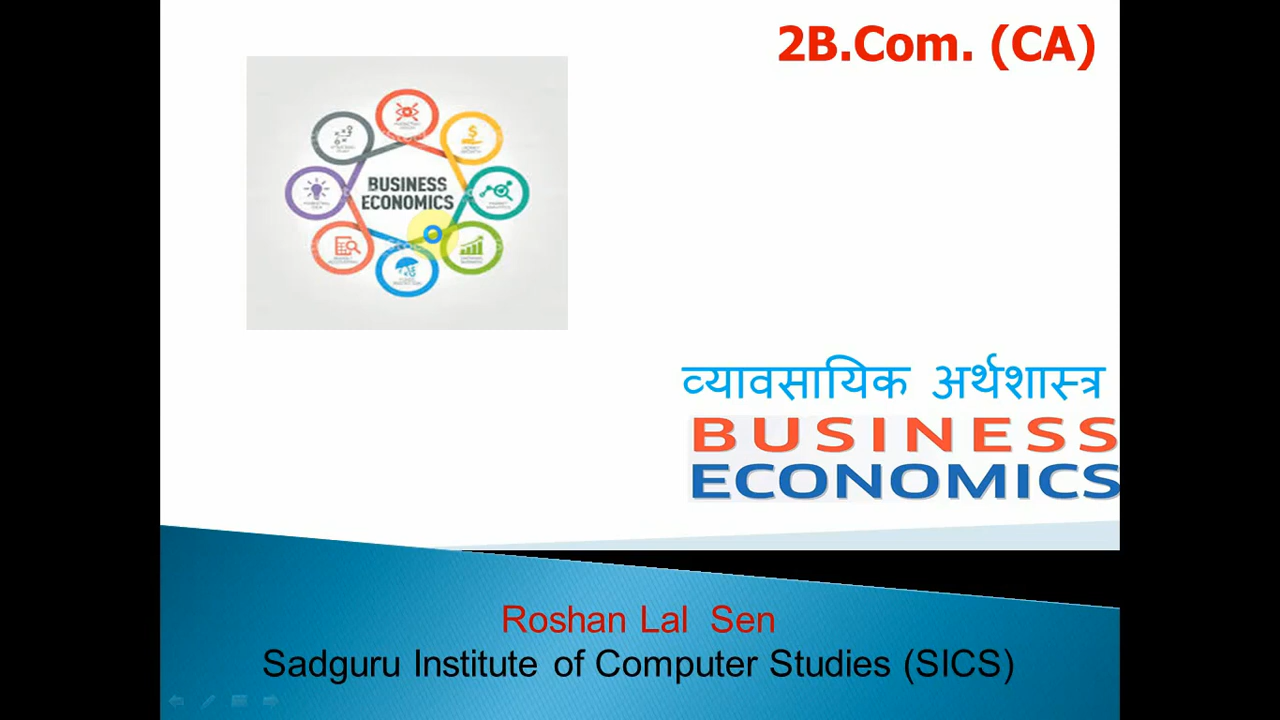 2B.Com. (CA)
BUSINESS
ECONOMICS
व्यावसायिक अर्थशास्त्र
BUSINESS
ECONOMICS
Roshan Lal Sen
Sadguru Institute of Computer Studies (SICS)